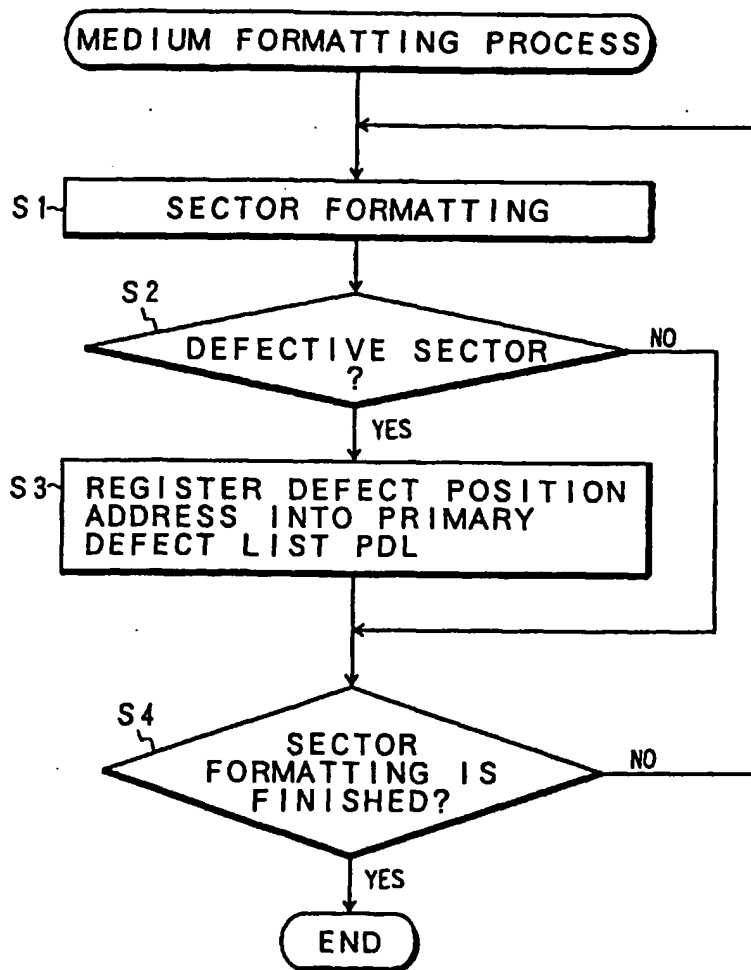 MEDIUM FORMATTING PROCESS
S1
SECTOR FORMATTING
S2
DEFECTIVE SECTOR
?
NO
YES
S3
REGISTER DEFECT POSITION
ADDRESS INTO PRIMARY
DEFECT LIST PDL
S4
SECTOR
FORMATTING IS
FINISHED?
NO
YES
END